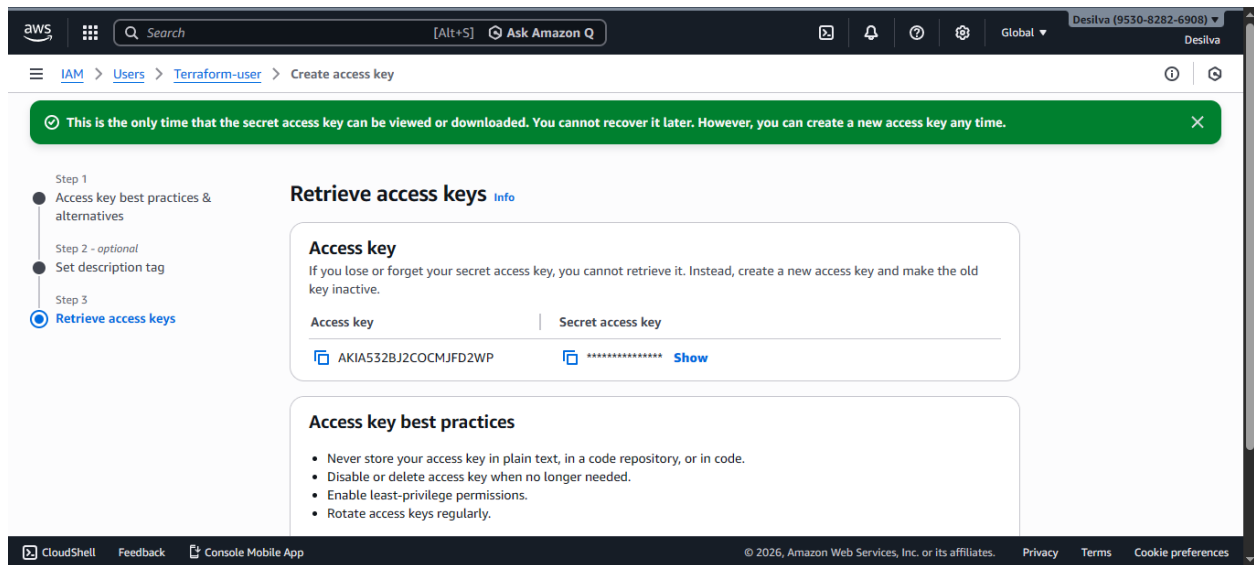 aws
Search [Alt+S] Ask Amazon Q
Global ▼
Desilva (9530-8282-6908) ▼
Desilva
IAM > Users > Terraform-user > Create access key
This is the only time that the secret access key can be viewed or downloaded. You cannot recover it later. However, you can create a new access key any time.
Step 1
Access key best practices &
alternatives
Step 2 - optional
Set description tag
Step 3
Retrieve access keys
Retrieve access keys Info
Access key
If you lose or forget your secret access key, you cannot retrieve it. Instead, create a new access key and make the old
key inactive.
Access key Secret access key
AKIA532BJ2COCMJFD2WP *************** Show
Access key best practices
• Never store your access key in plain text, in a code repository, or in code.
• Disable or delete access key when no longer needed.
• Enable least-privilege permissions.
• Rotate access keys regularly.
CloudShell Feedback Console Mobile App © 2026, Amazon Web Services, Inc. or its affiliates. Privacy Terms Cookie preferences